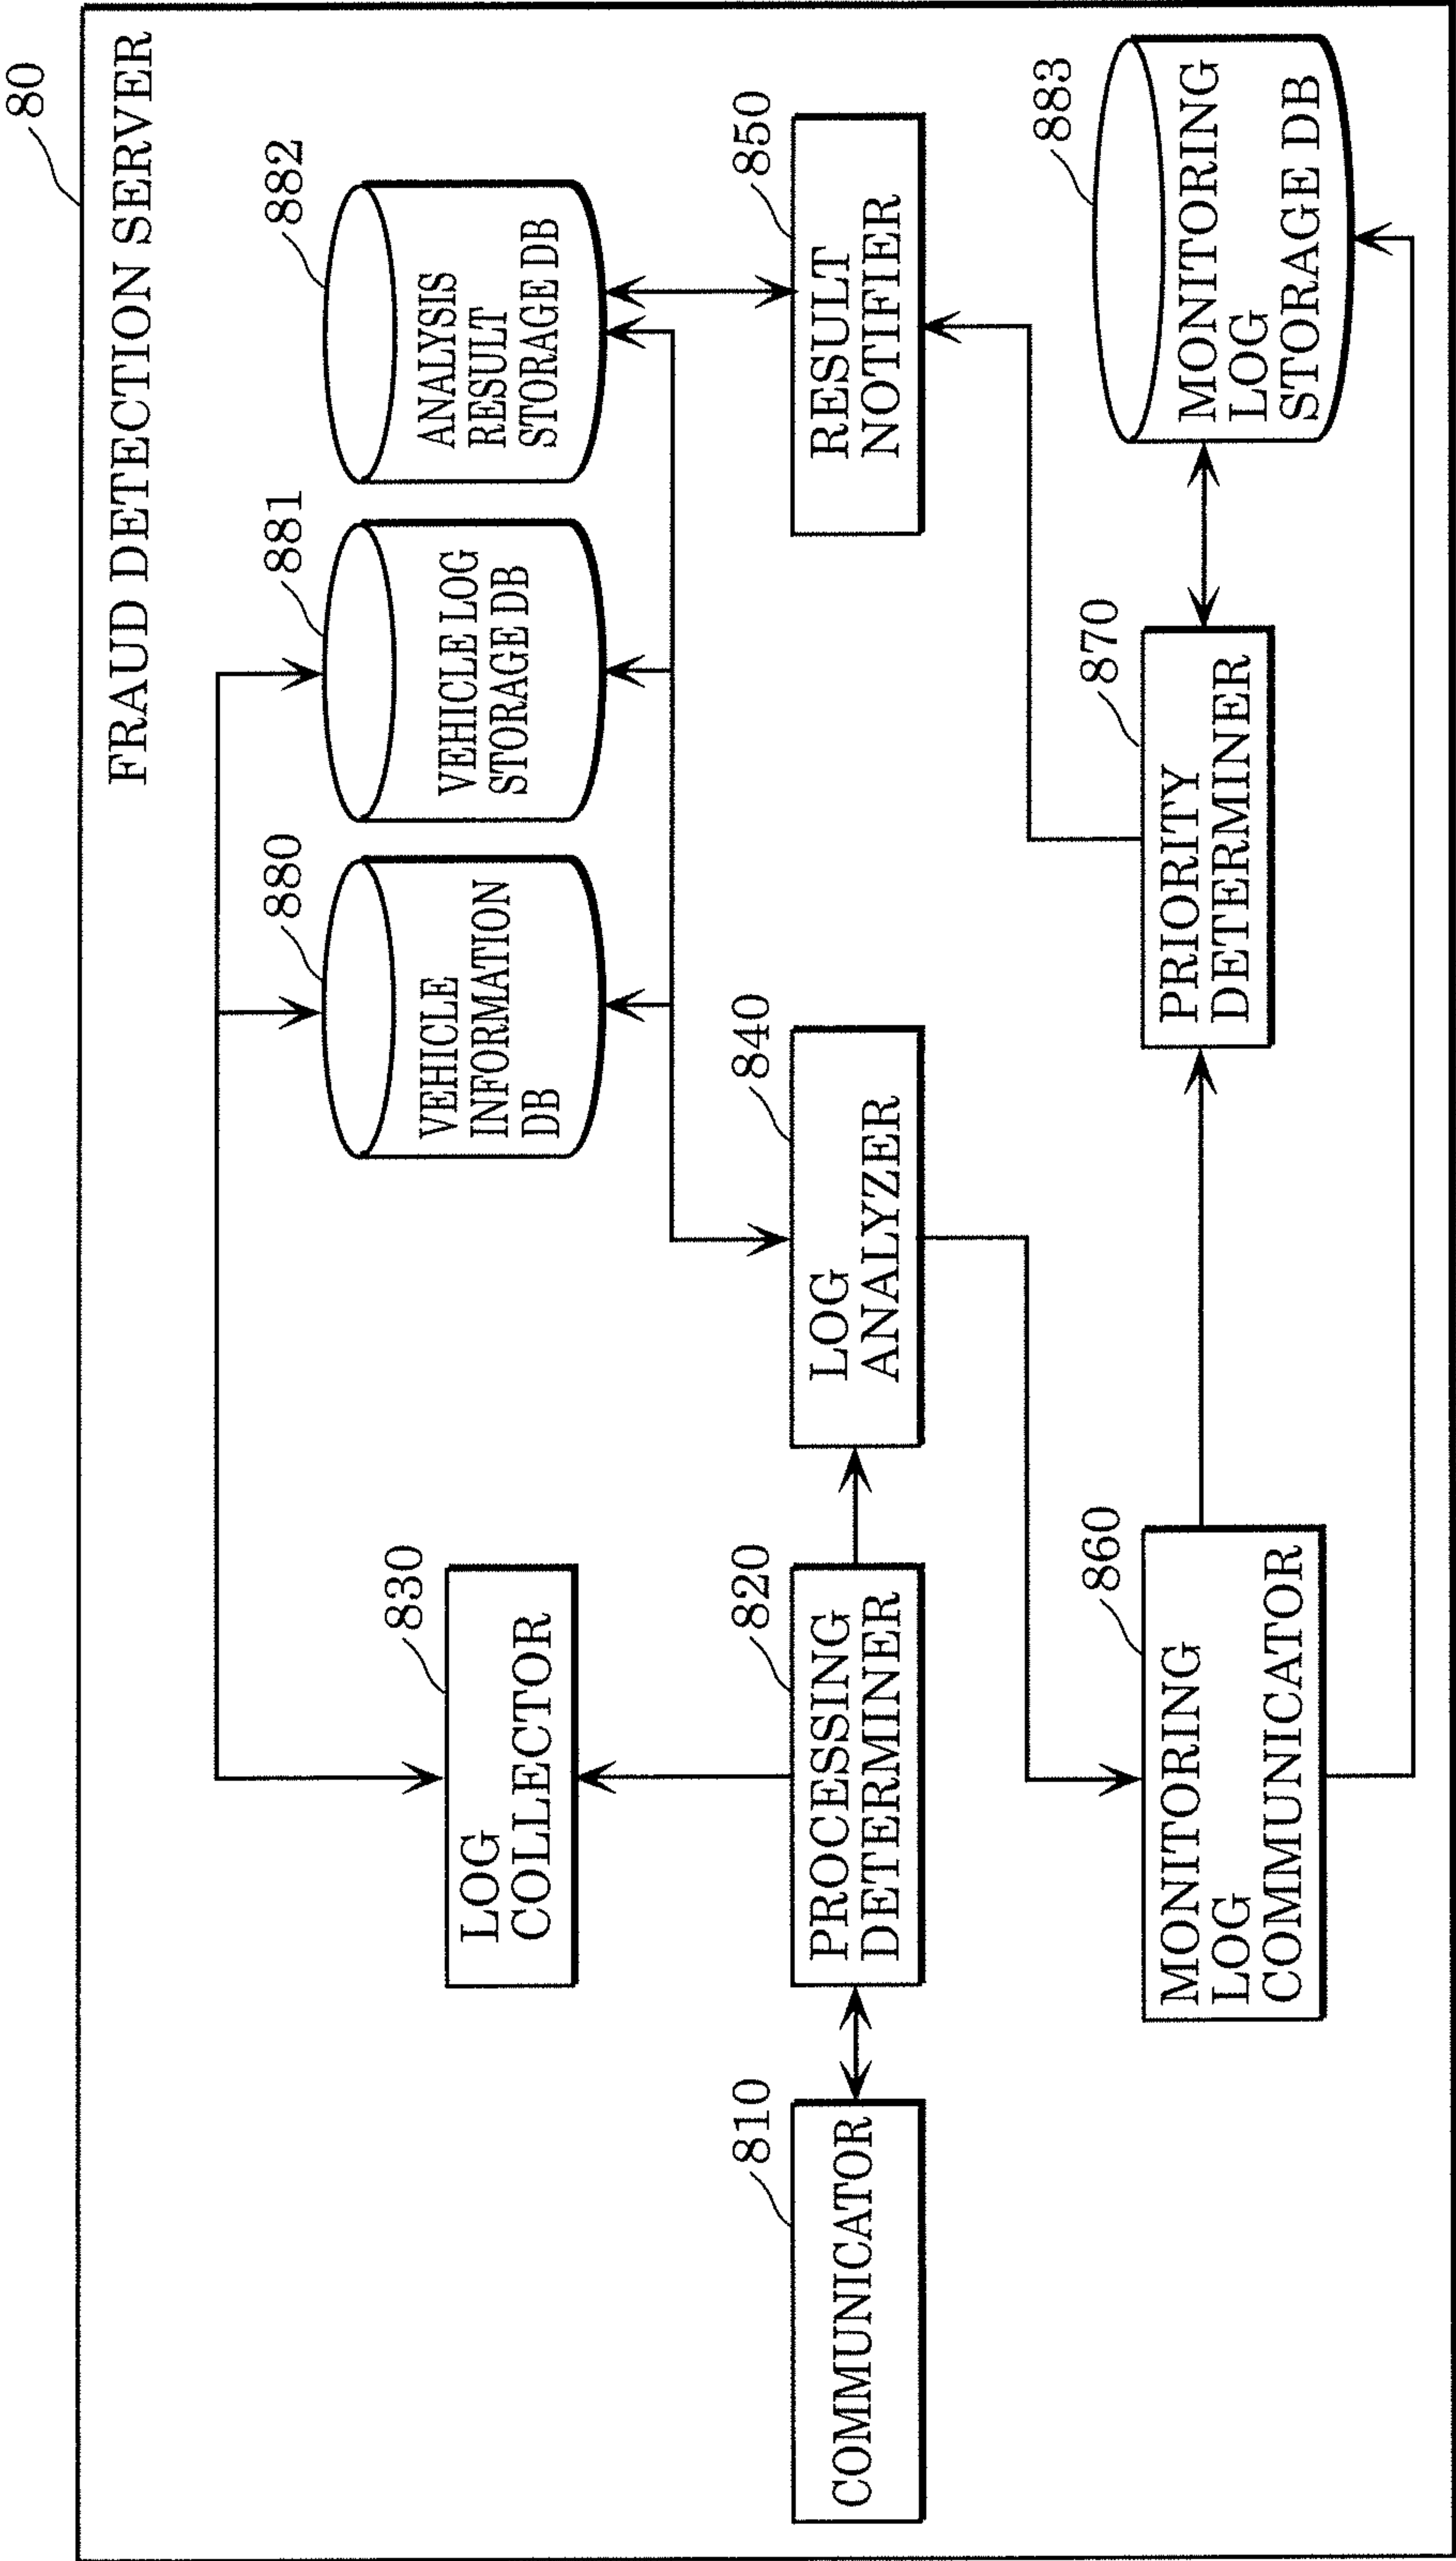 80
FRAUD DETECTION SERVER
830
LOG
COLLECTOR
880
VEHICLE
INFORMATION
DB
881
VEHICLE LOG
STORAGE DB
882
ANALYSIS
RESULT
STORAGE DB
810
COMMUNICATOR
820
PROCESSING
DETERMINER
840
LOG
ANALYZER
850
RESULT
NOTIFIER
860
MONITORING
LOG
COMMUNICATOR
870
PRIORITY
DETERMINER
883
MONITORING
LOG
STORAGE DB